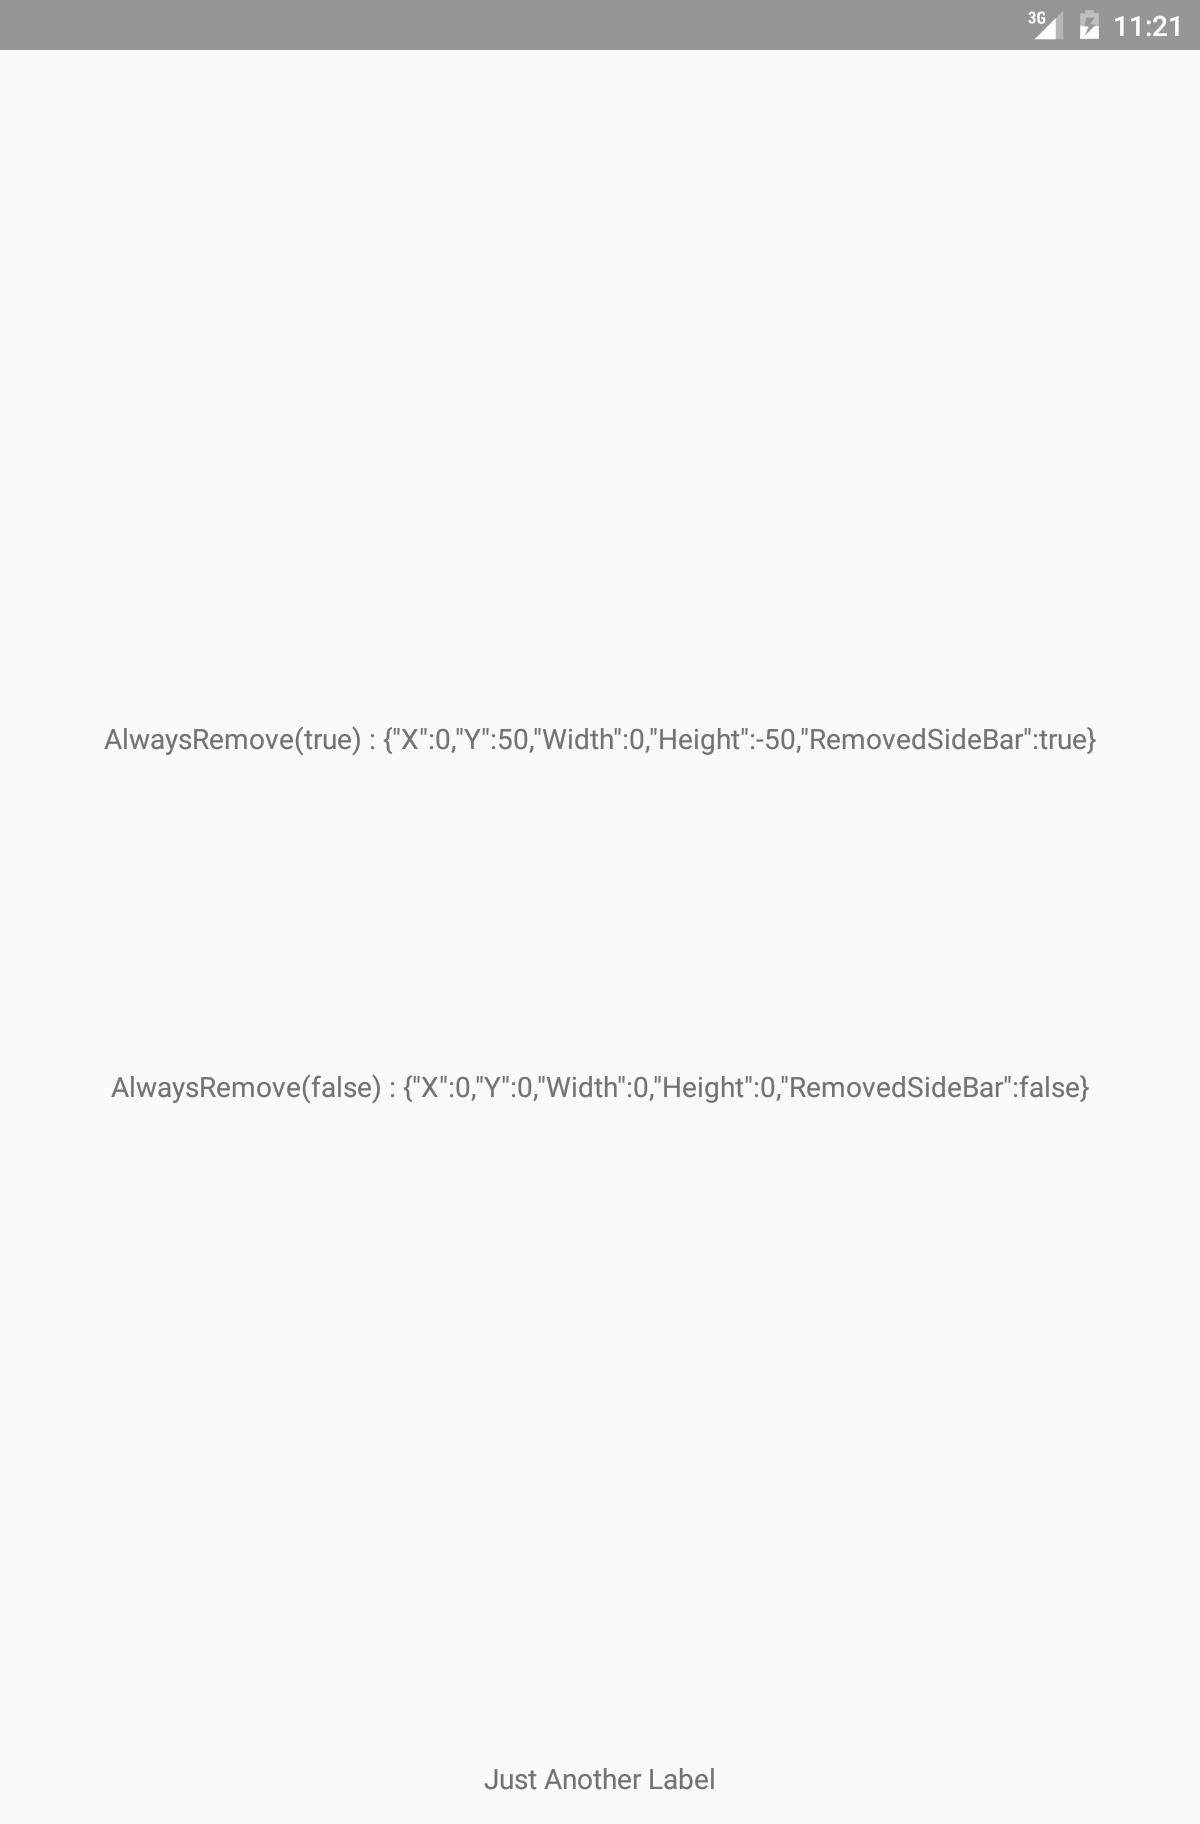 3G 11:21
AlwaysRemove(true) : {"X":0,"Y":50,"Width":0,"Height":-50,"RemovedSideBar":true}
AlwaysRemove(false) : {"X":0,"Y":0,"Width":0,"Height":0,"RemovedSideBar":false}
Just Another Label